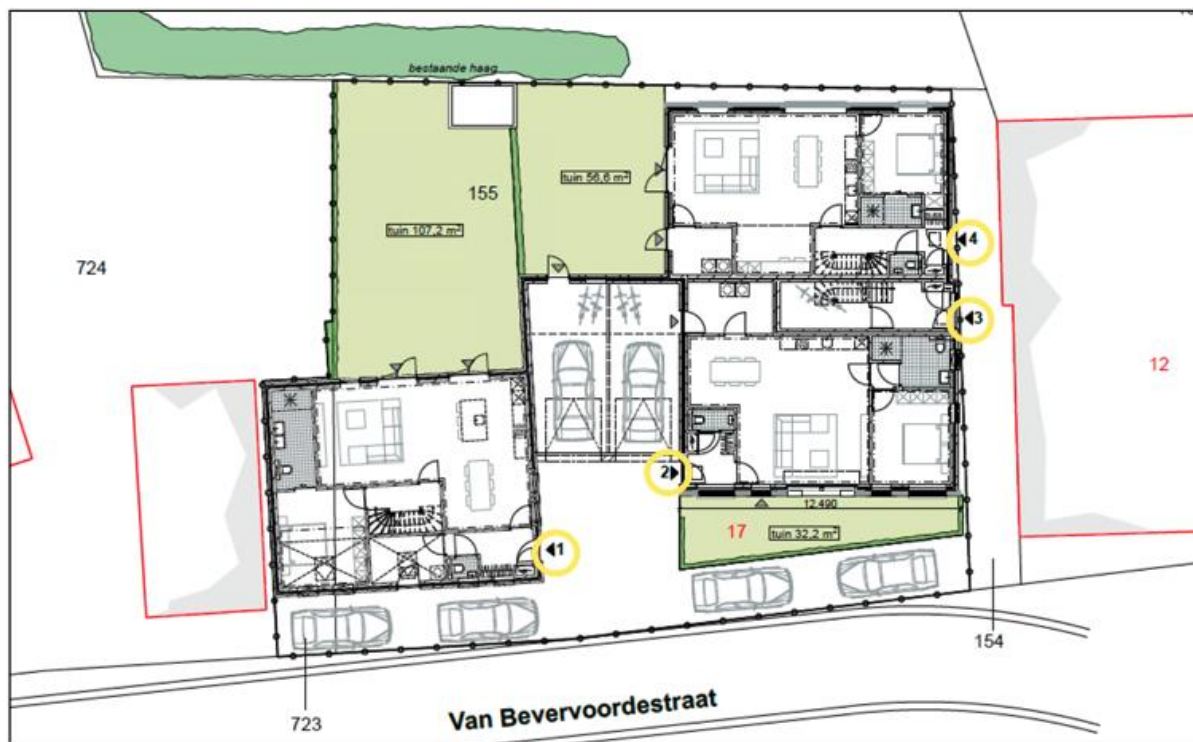 bestaande haag
tuin 56,6 m²
155
tuin 107,2 m²
724
4
3
12
2
12.490
17
tuin 32,2 m²
1
154
723
Van Bevervoordestraat